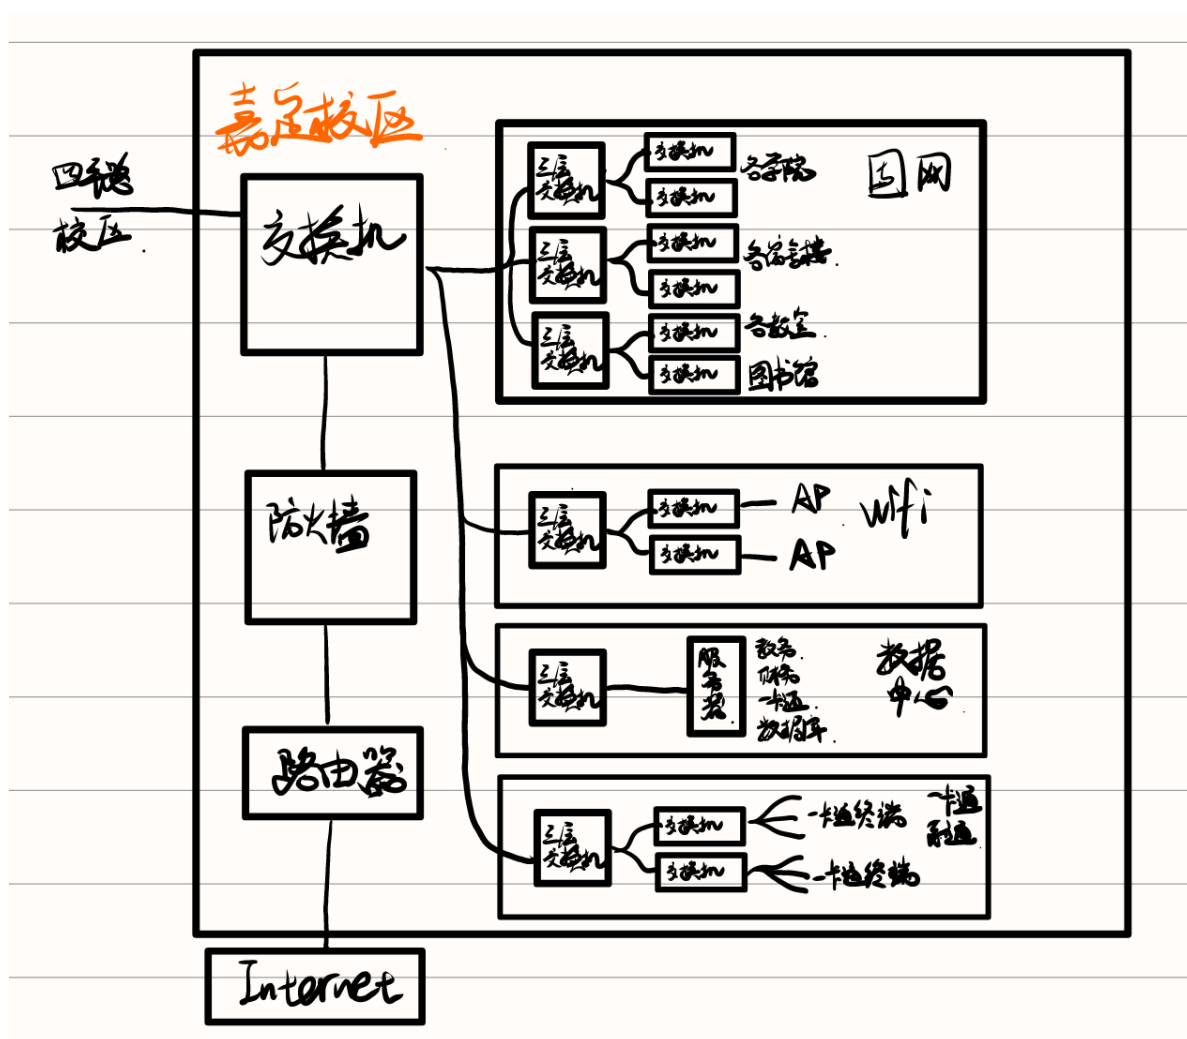 嘉定校区
四平路
校区
交换机
防火墙
路由器
Internet
固网
三层
交换机
交换机
各学院
交换机
三层
交换机
交换机
各宿舍楼
交换机
三层
交换机
交换机
各教室
交换机
图书馆
wifi
三层
交换机
交换机
AP
交换机
AP
数据
中心
三层
交换机
服务器
教务
财务
一卡通
数据库
一卡通
三层
交换机
交换机
一卡通终端
交换机
一卡通终端